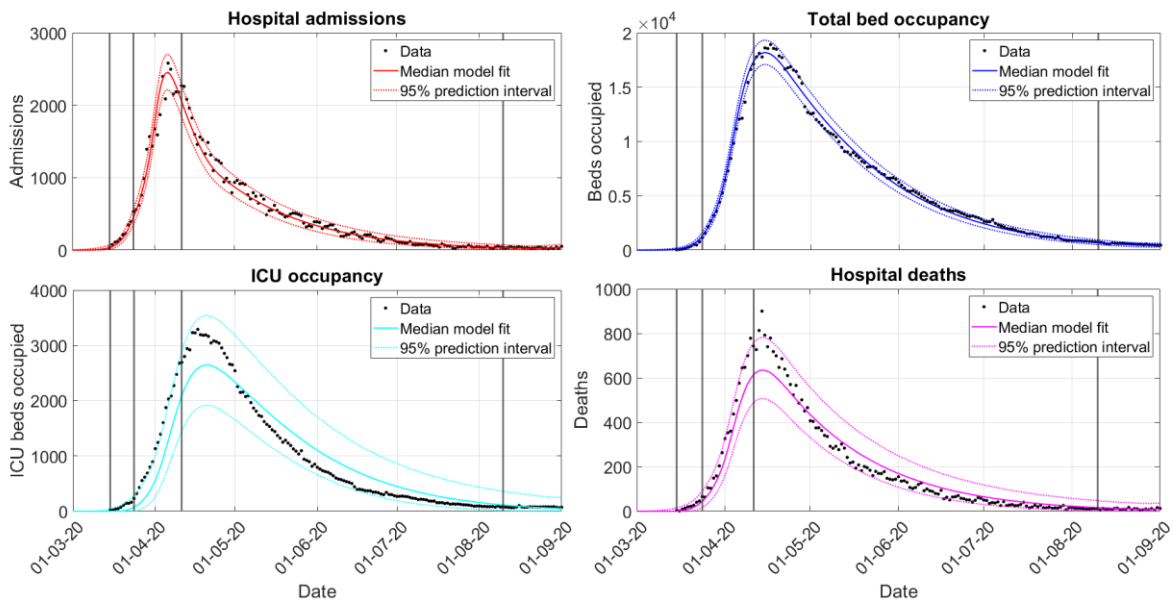 Hospital admissions
3000
2000
1000
0
Admissions
Data
Median model fit
95% prediction interval
Total bed occupancy
×10⁴
2
1.5
1
0.5
0
Beds occupied
Data
Median model fit
95% prediction interval
ICU occupancy
4000
3000
2000
1000
0
ICU beds occupied
Data
Median model fit
95% prediction interval
01-03-20
01-04-20
01-05-20
01-06-20
01-07-20
01-08-20
01-09-20
Date
Hospital deaths
1000
800
600
400
200
0
Deaths
Data
Median model fit
95% prediction interval
01-03-20
01-04-20
01-05-20
01-06-20
01-07-20
01-08-20
01-09-20
Date